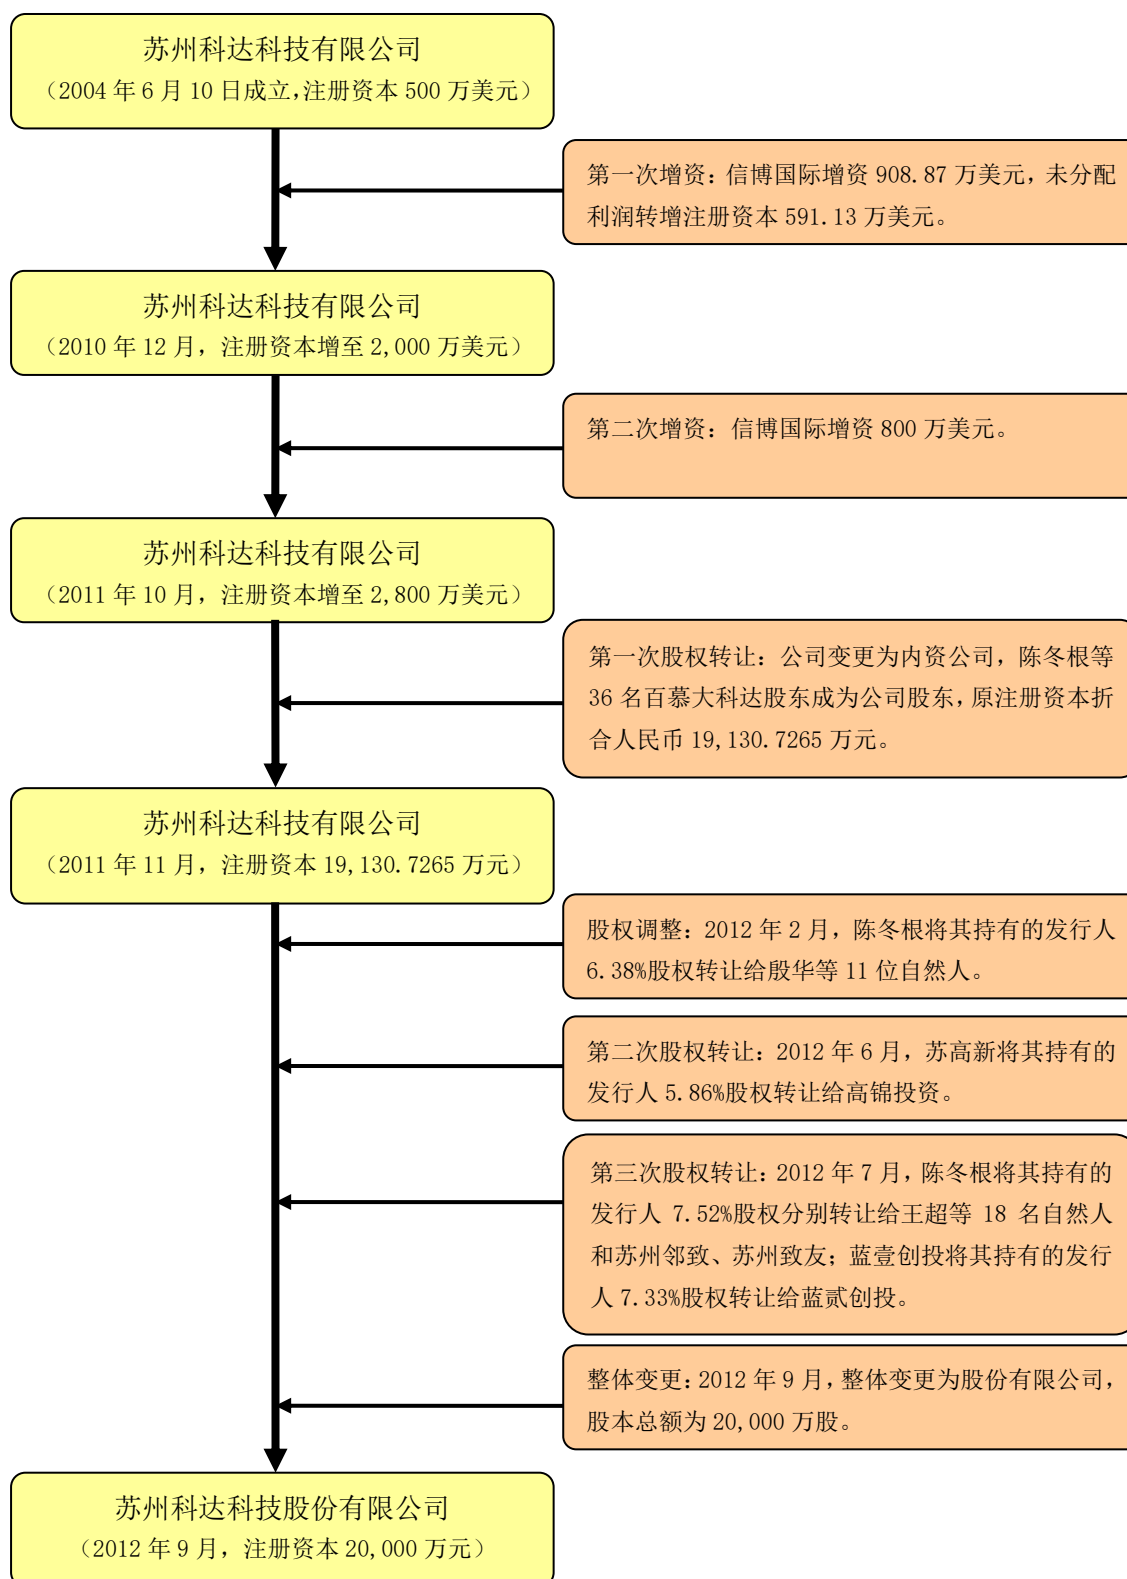 苏州科达科技有限公司
（2004 年 6 月 10 日成立，注册资本 500 万美元）
第一次增资：信博国际增资 908.87 万美元，未分配
利润转增注册资本 591.13 万美元。
苏州科达科技有限公司
（2010 年 12 月，注册资本增至 2,000 万美元）
第二次增资：信博国际增资 800 万美元。
苏州科达科技有限公司
（2011 年 10 月，注册资本增至 2,800 万美元）
第一次股权转让：公司变更为内资公司，陈冬根等
36 名百慕大科达股东成为公司股东，原注册资本折
合人民币 19,130.7265 万元。
苏州科达科技有限公司
（2011 年 11 月，注册资本 19,130.7265 万元）
股权调整：2012 年 2 月，陈冬根将其持有的发行人
6.38%股权转让给殷华等 11 位自然人。
第二次股权转让：2012 年 6 月，苏高新将其持有的
发行人 5.86%股权转让给高锦投资。
第三次股权转让：2012 年 7 月，陈冬根将其持有的
发行人 7.52%股权分别转让给王超等 18 名自然人
和苏州邻致、苏州致友；蓝壹创投将其持有的发行
人 7.33%股权转让给蓝贰创投。
整体变更：2012 年 9 月，整体变更为股份有限公司，
股本总额为 20,000 万股。
苏州科达科技股份有限公司
（2012 年 9 月，注册资本 20,000 万元）